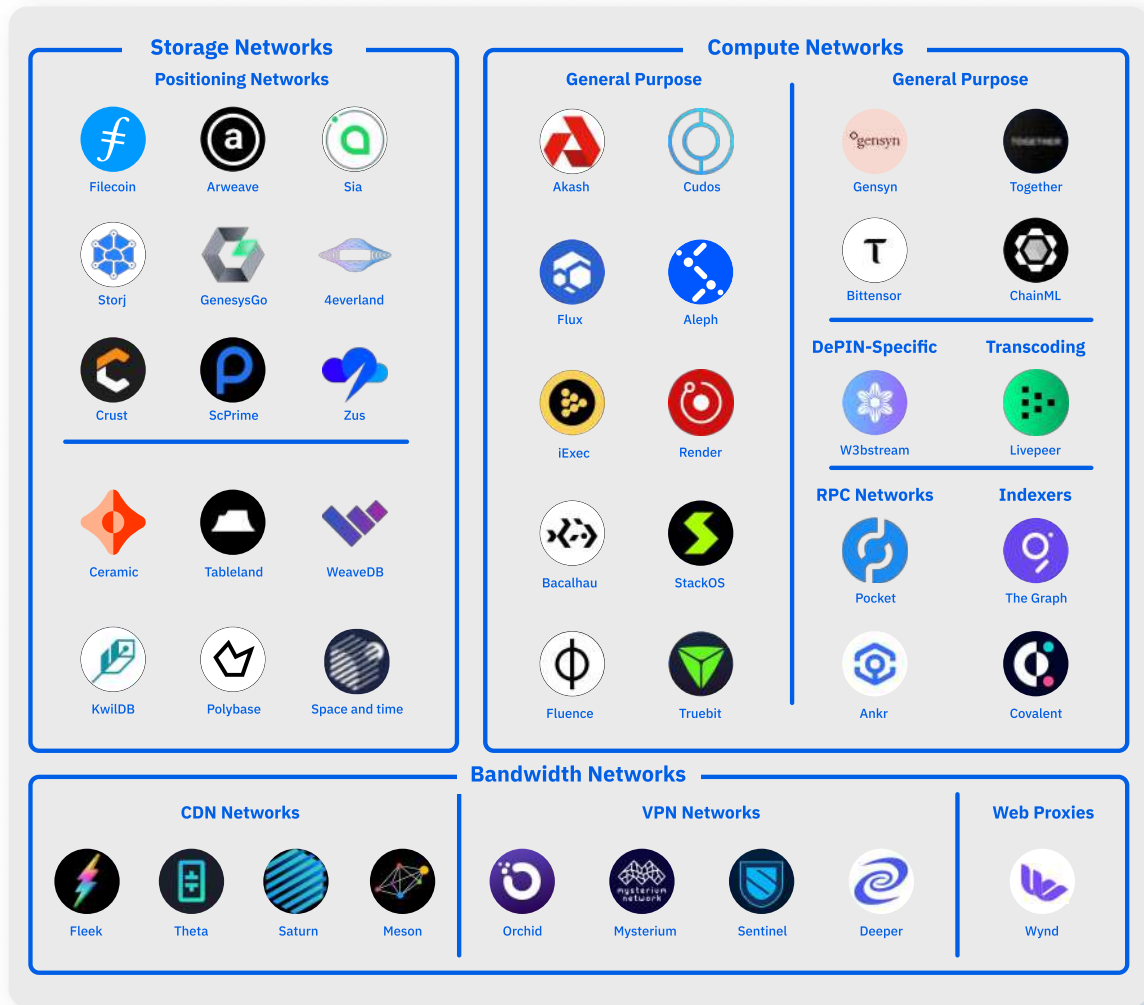 Storage Networks
Positioning Networks
Filecoin
Arweave
Sia
Storj
GenesysGo
4everland
Crust
ScPrime
Zus
Ceramic
Tableland
WeaveDB
KwilDB
Polybase
Space and time
Compute Networks
General Purpose
Akash
Cudos
Flux
Aleph
iExec
Render
Bacalhau
StackOS
Fluence
Truebit
General Purpose
gensyn
Gensyn
TOGETHER
Together
Bittensor
ChainML
DePIN-Specific
W3bstream
Transcoding
Livepeer
RPC Networks
Pocket
Ankr
Indexers
The Graph
Covalent
Bandwidth Networks
CDN Networks
Fleek
Theta
Saturn
Meson
VPN Networks
Orchid
mysterium
network
Mysterium
Sentinel
Deeper
Web Proxies
Wynd